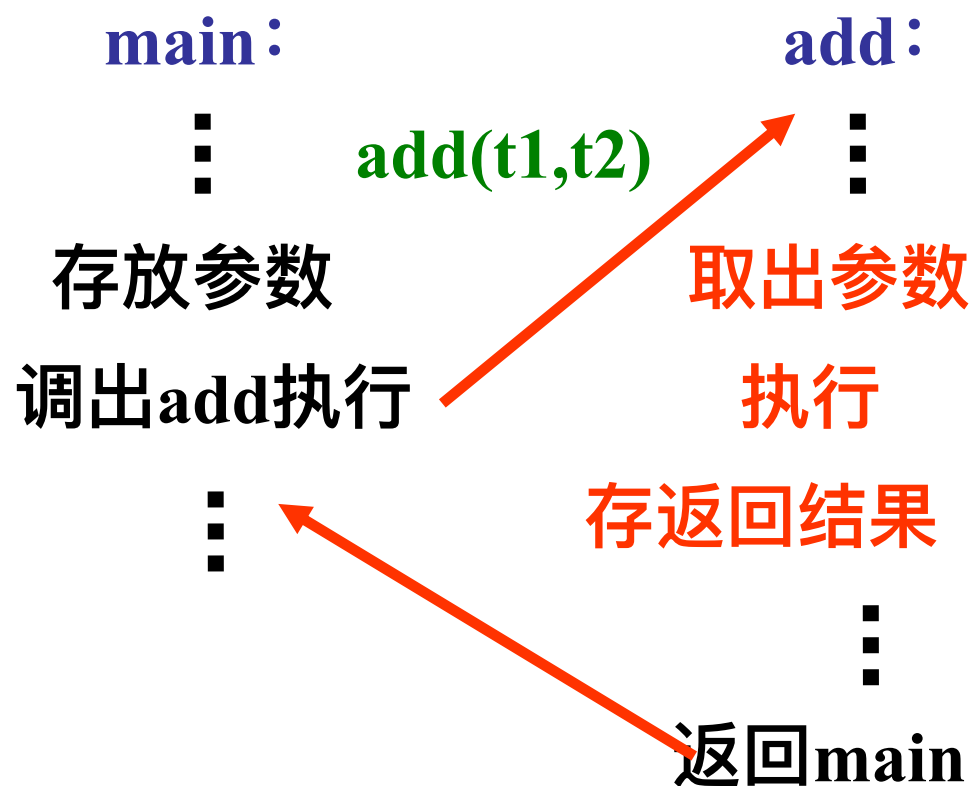 main：
add：
add(t1,t2)
存放参数
取出参数
调出add执行
执行
存返回结果
返回main